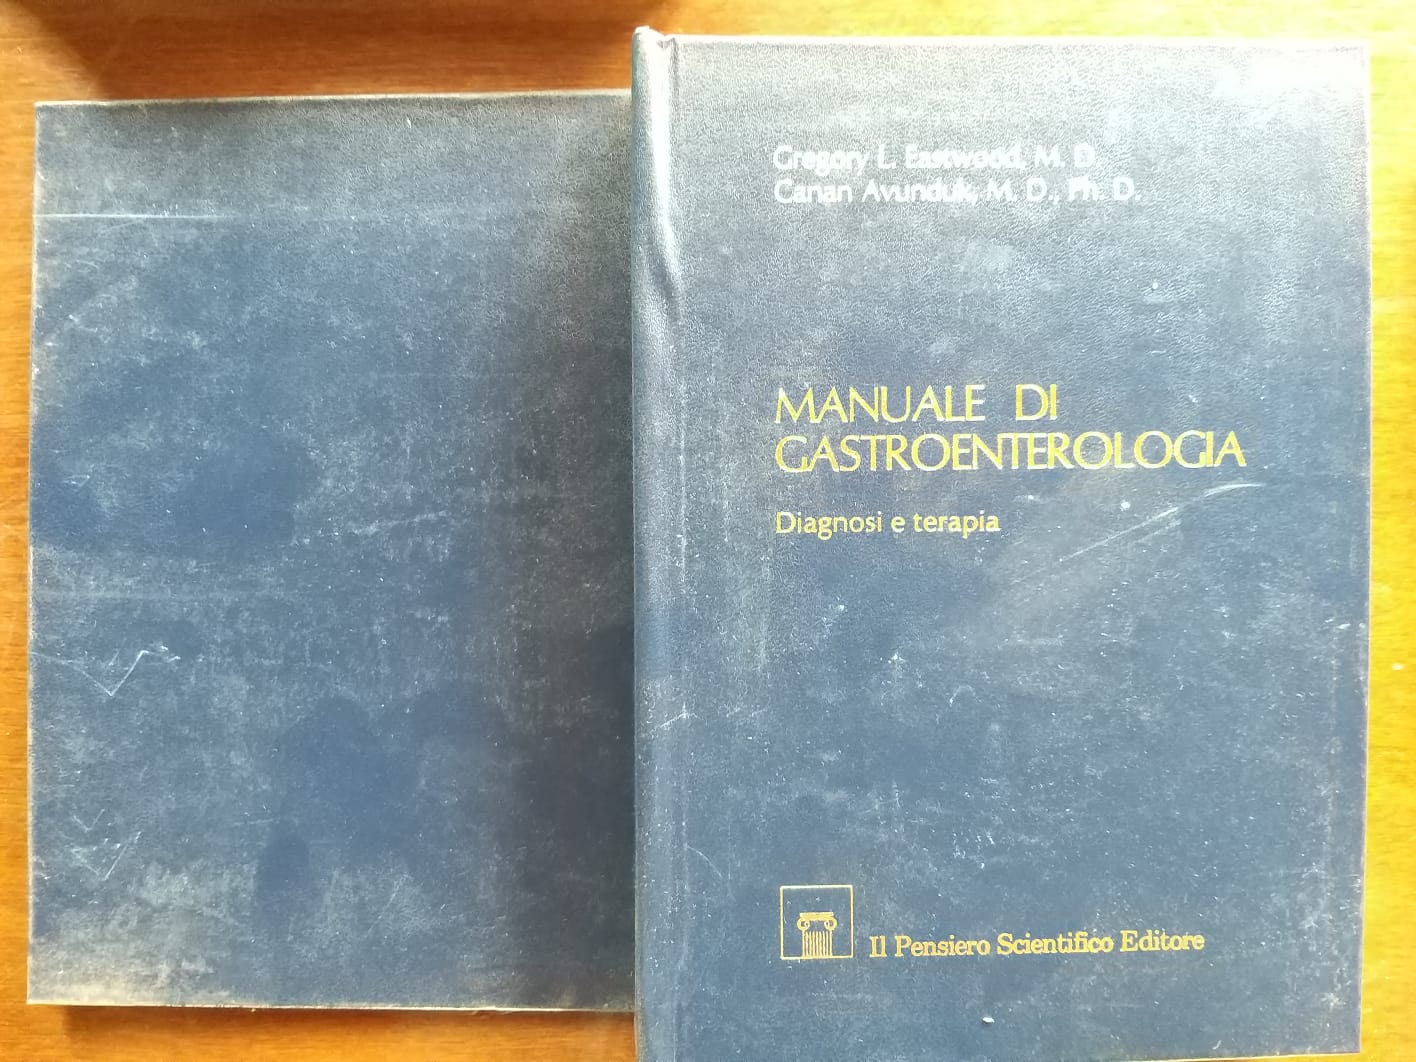 Gregory L. Eastwood, M. D.
Canan Avunduk, M. D., Ph. D.
MANUALE DI
GASTROENTEROLOGIA
Diagnosi e terapia
Il Pensiero Scientifico Editore